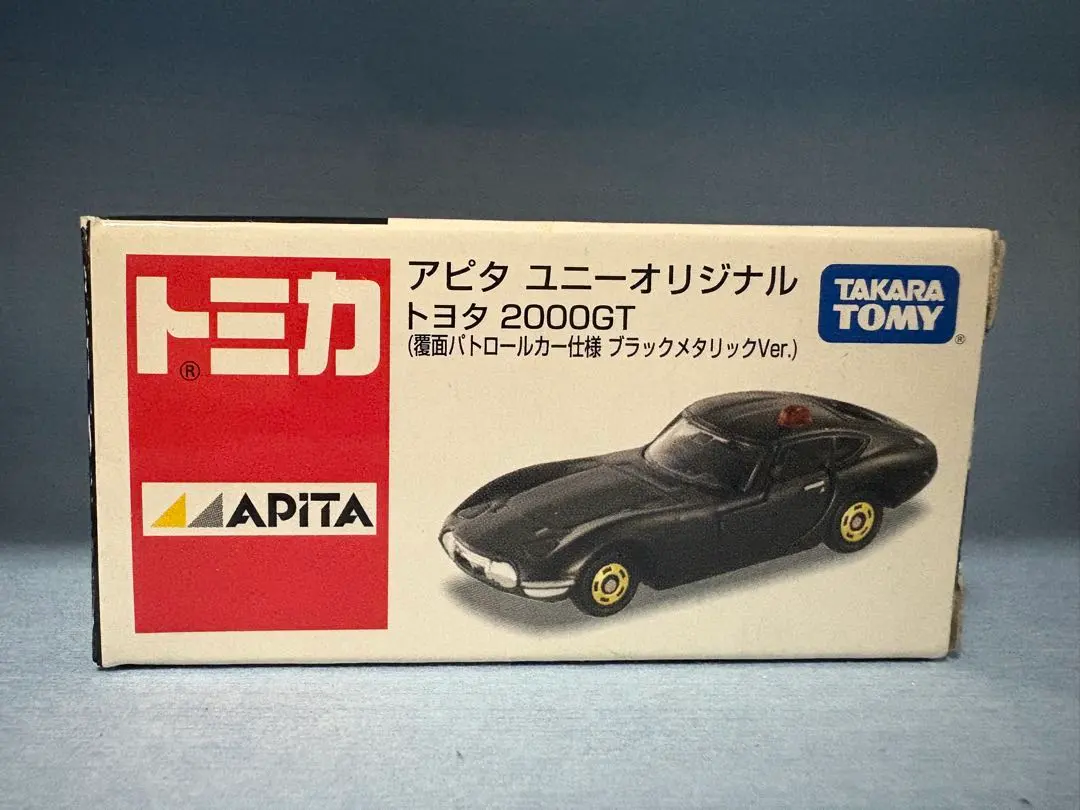 トミカ
®
APiTA
アピタ ユニーオリジナル
トヨタ 2000GT
(覆面パトロールカー仕様 ブラックメタリックVer.)
TAKARA
TOMY
®